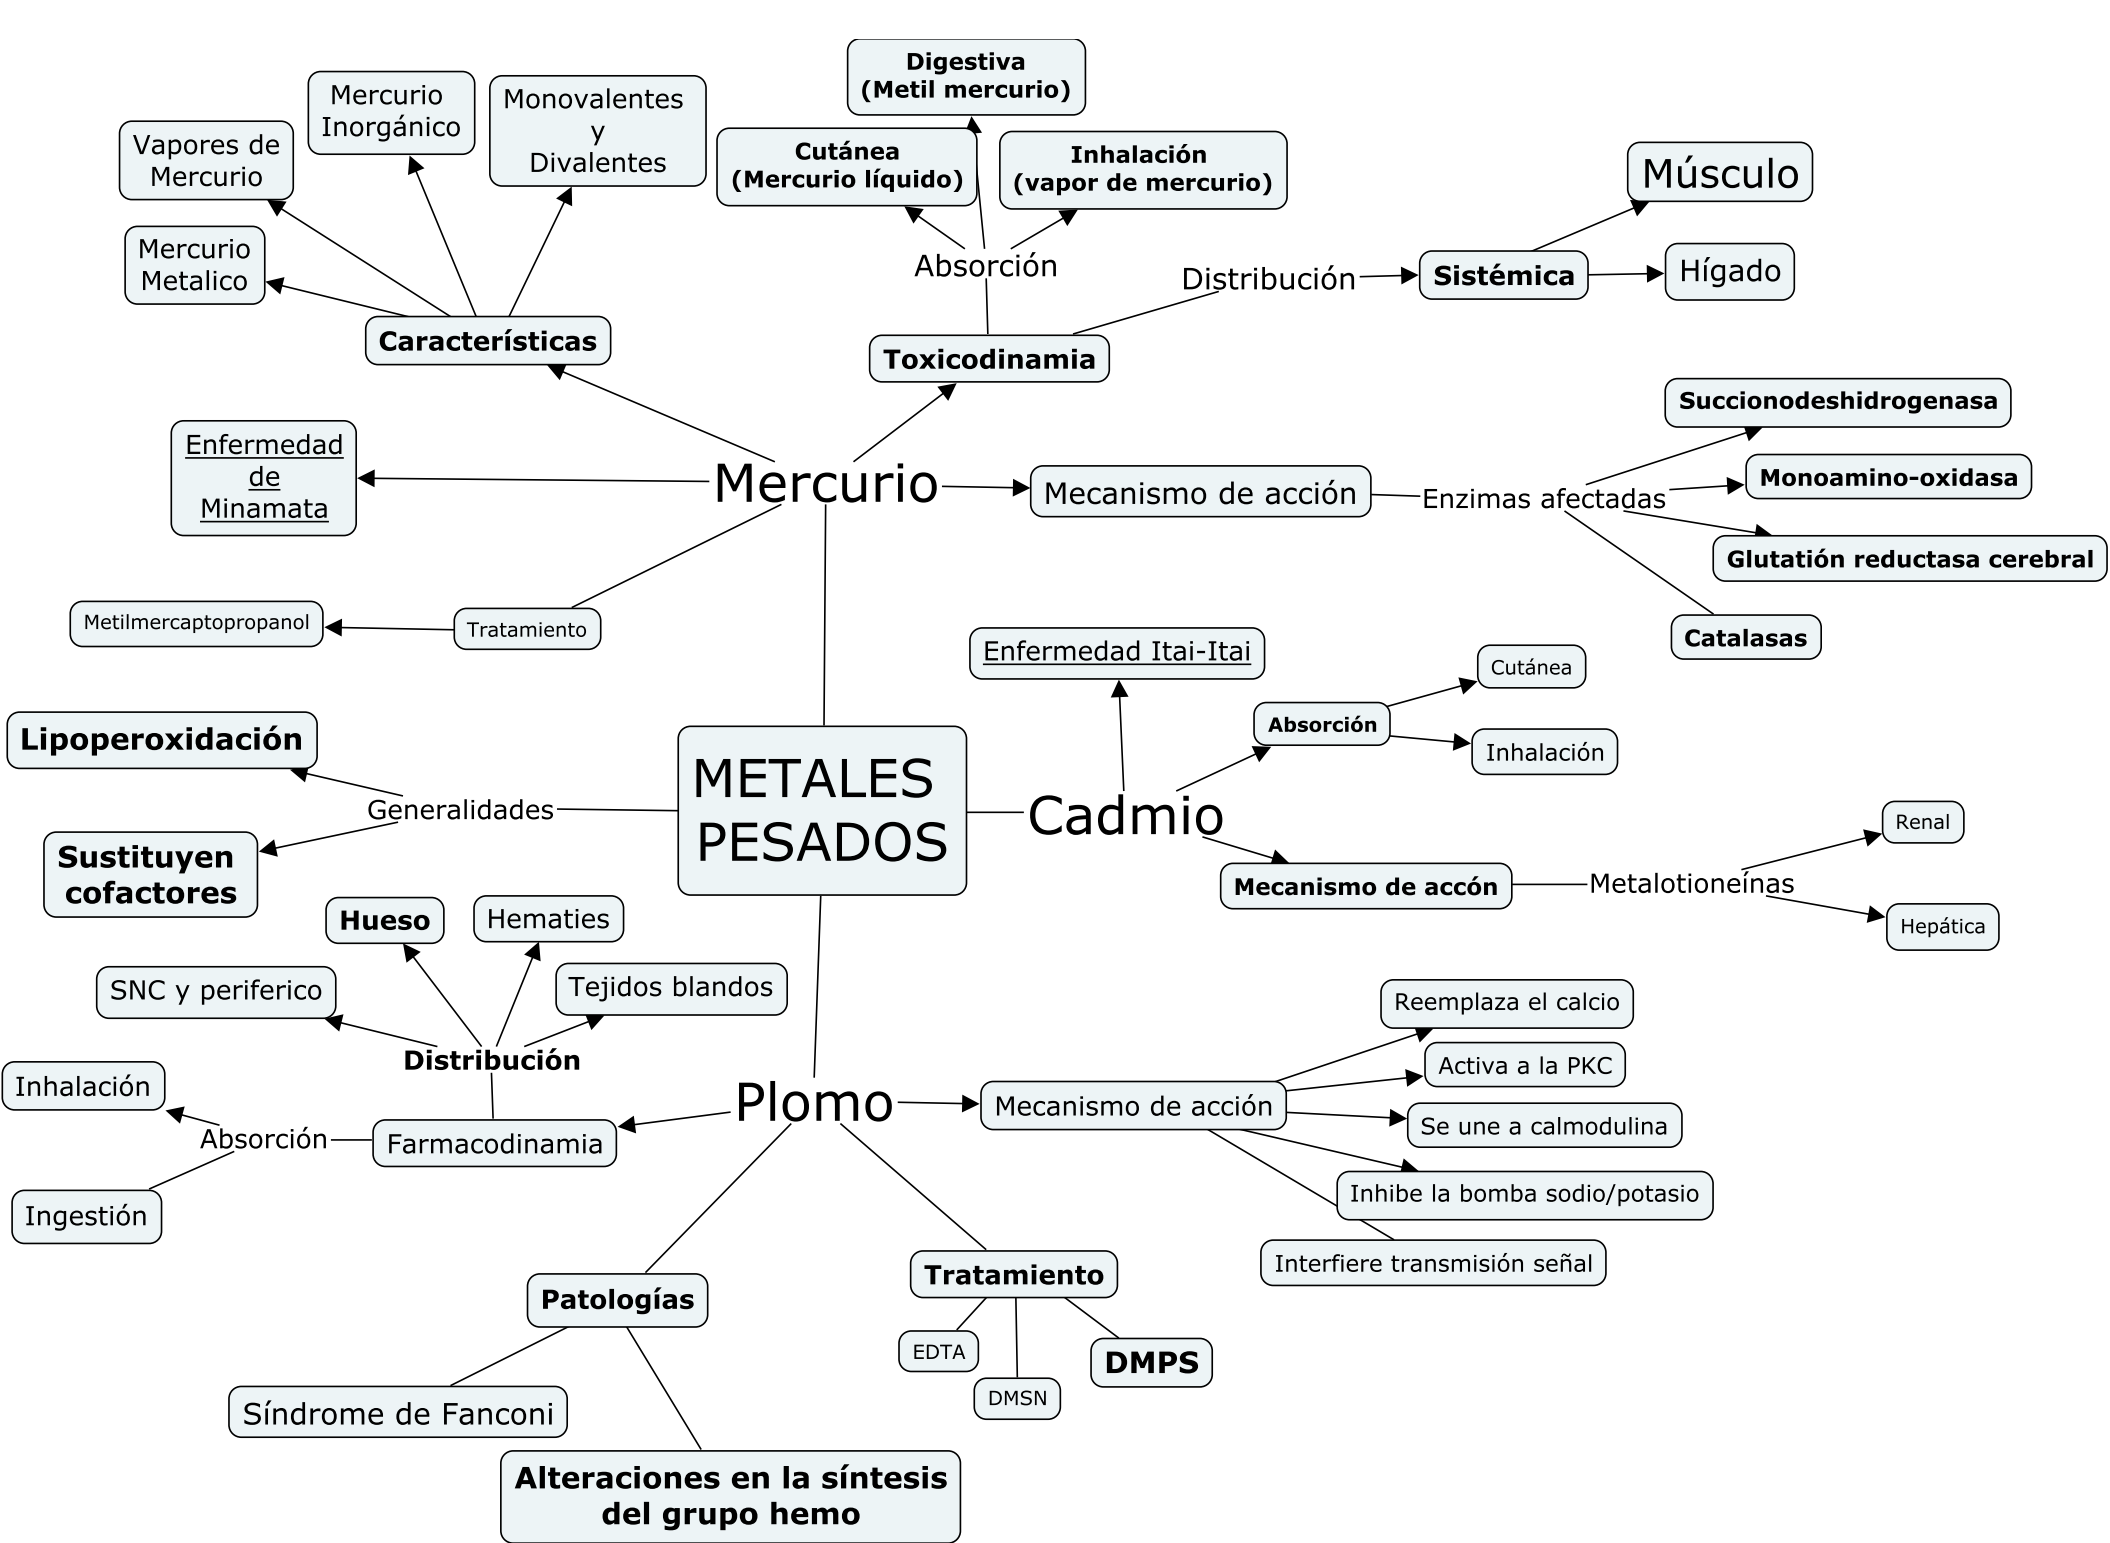 Digestiva
(Metil mercurio)
Mercurio
Inorgánico
Monovalentes
y
Divalentes
Vapores de
Mercurio
Cutánea
(Mercurio líquido)
Inhalación
(vapor de mercurio)
Músculo
Mercurio
Metalico
Absorción
Distribución
Sistémica
Hígado
Características
Toxicodinamia
Succionodeshidrogenasa
Enfermedad
de
Minamata
Mercurio
Mecanismo de acción
Enzimas afectadas
Monoamino-oxidasa
Glutatión reductasa cerebral
Metilmercaptopropanol
Tratamiento
Catalasas
Enfermedad Itai-Itai
Cutánea
Absorción
Inhalación
Lipoperoxidación
Generalidades
METALES
PESADOS
Cadmio
Sustituyen
cofactores
Renal
Mecanismo de accón
Metalotioneínas
Hepática
Hueso
Hematies
SNC y periferico
Tejidos blandos
Distribución
Reemplaza el calcio
Activa a la PKC
Inhalación
Absorción
Farmacodinamia
Plomo
Mecanismo de acción
Se une a calmodulina
Ingestión
Inhibe la bomba sodio/potasio
Interfiere transmisión señal
Patologías
Tratamiento
EDTA
DMSN
DMPS
Síndrome de Fanconi
Alteraciones en la síntesis
del grupo hemo